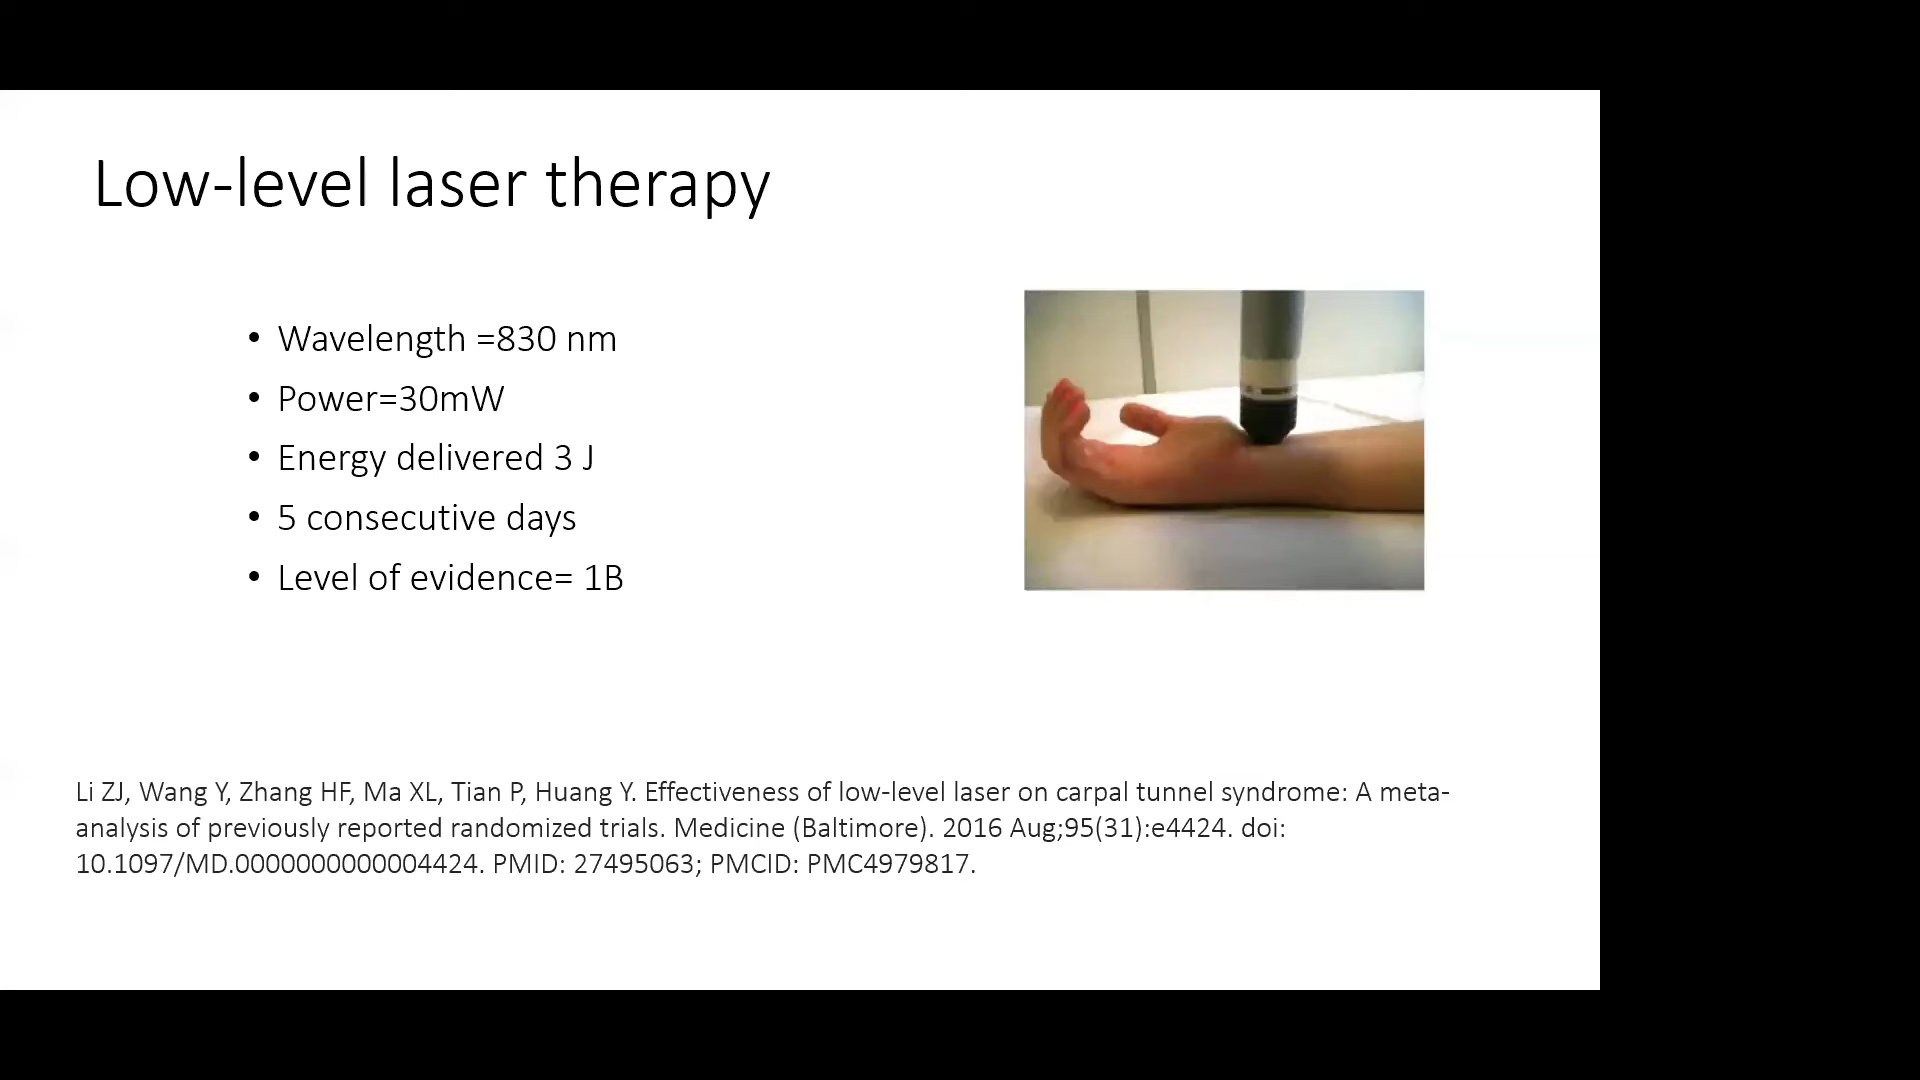 Low-level laser therapy
• Wavelength =830 nm
• Power=30mW
• Energy delivered 3 J
• 5 consecutive days
• Level of evidence= 1B
Li ZJ, Wang Y, Zhang HF, Ma XL, Tian P, Huang Y. Effectiveness of low-level laser on carpal tunnel syndrome: A meta-
analysis of previously reported randomized trials. Medicine (Baltimore). 2016 Aug;95(31):e4424. doi:
10.1097/MD.0000000000004424. PMID: 27495063; PMCID: PMC4979817.